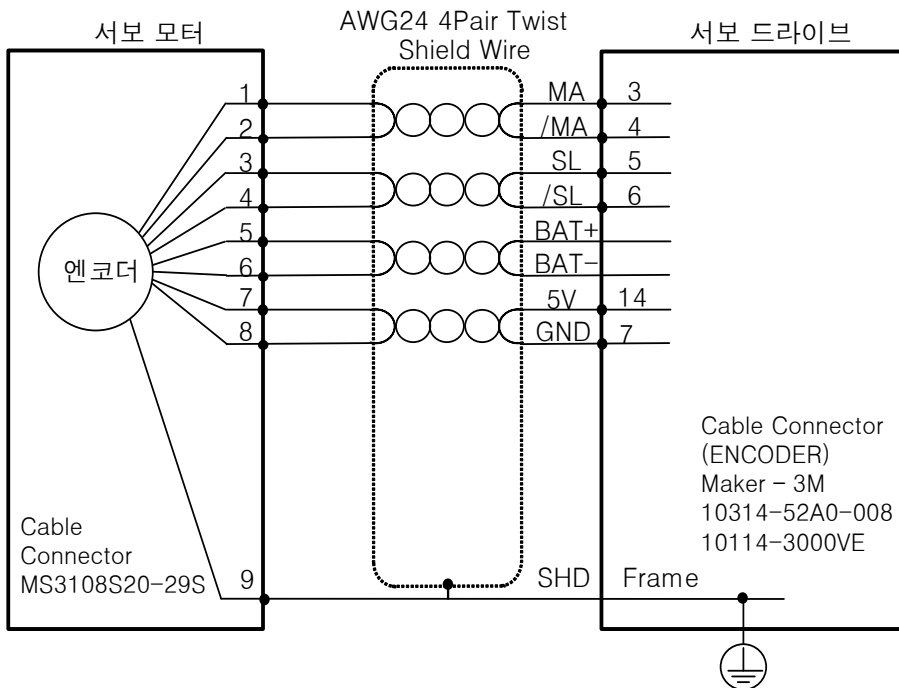 서보 모터
AWG24 4Pair Twist
Shield Wire
서보 드라이브
1
MA
3
2
/MA
4
3
SL
5
4
/SL
6
5
BAT+
엔코더
6
BAT-
7
5V
14
8
GND
7
Cable Connector
(ENCODER)
Maker - 3M
10314-52A0-008
10114-3000VE
Cable
Connector
MS3108S20-29S
9
SHD
Frame